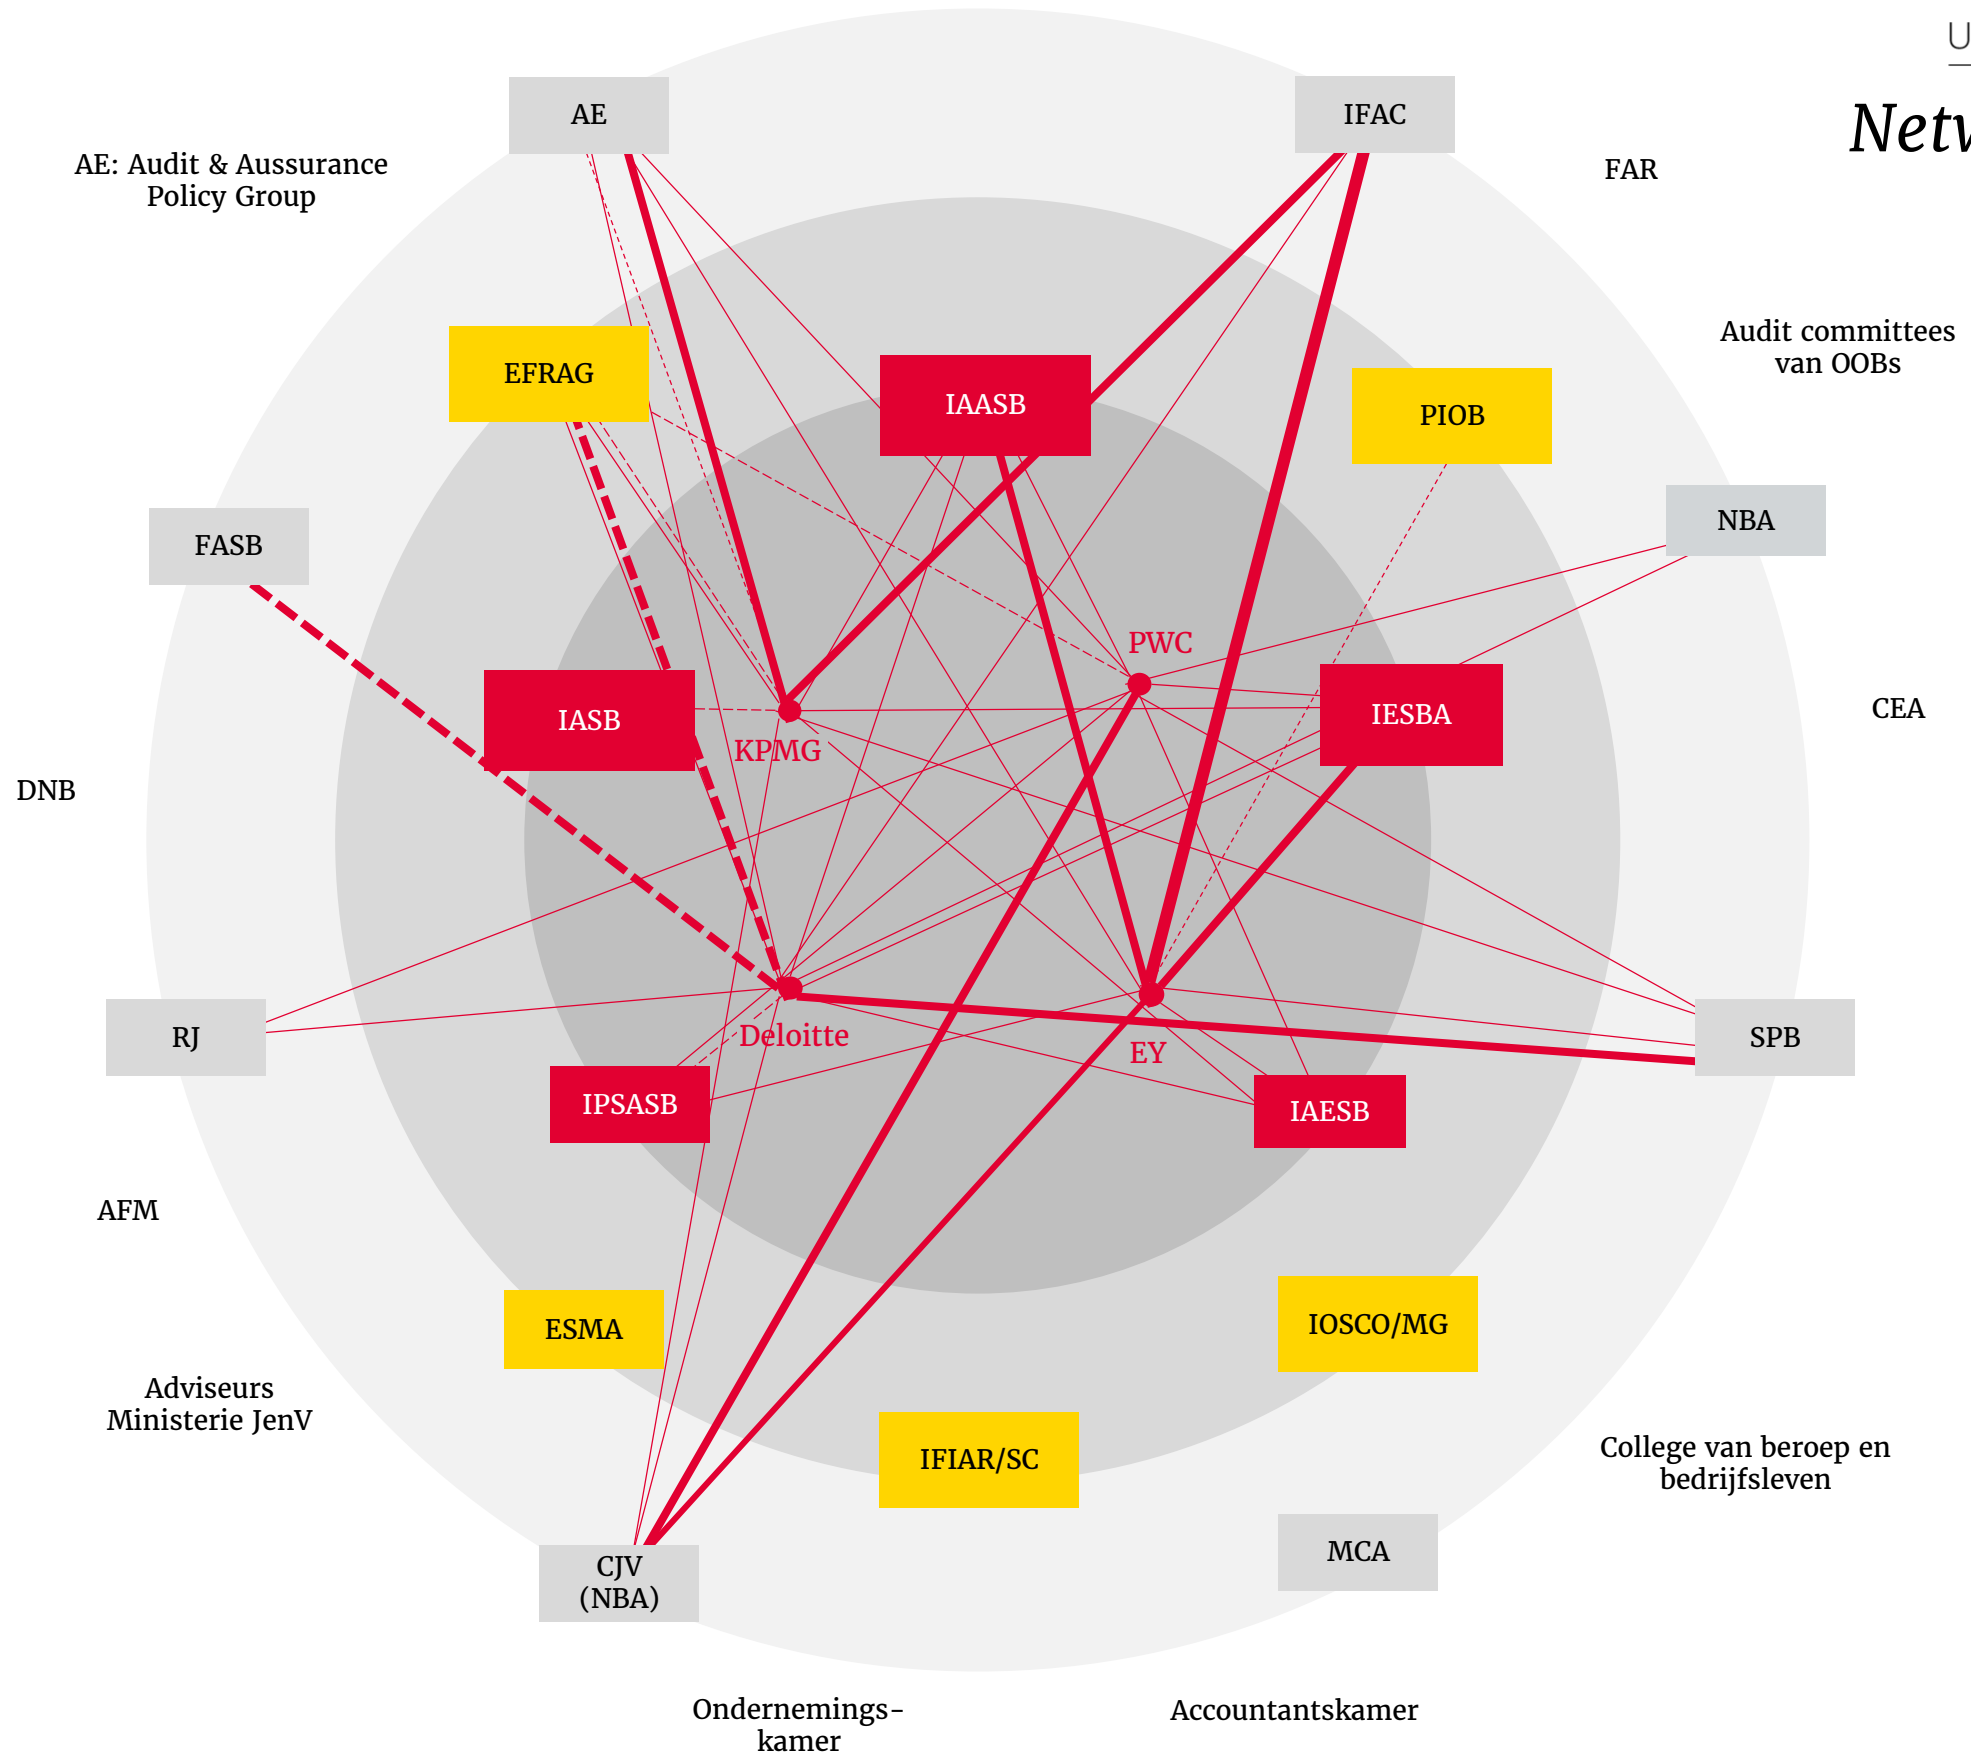 U
AE
IFAC
Netw
AE: Audit & Aussurance
Policy Group
FAR
Audit committees
van OOBs
EFRAG
IAASB
PIOB
NBA
FASB
PWC
IASB
IESBA
CEA
KPMG
DNB
RJ
Deloitte
EY
SPB
IPSASB
IAESB
AFM
ESMA
IOSCO/MG
Adviseurs
Ministerie JenV
IFIAR/SC
College van beroep en
bedrijfsleven
MCA
CJV
(NBA)
Ondernemings-
kamer
Accountantskamer